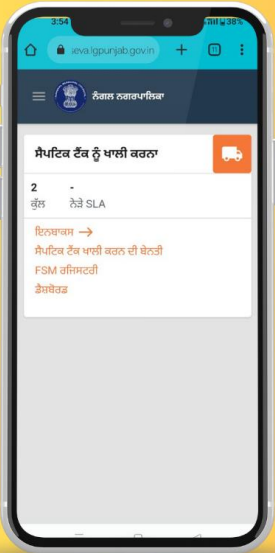 3:54
38%
seva.lgpunjab.gov.in
ਨੰਗਲ ਨਗਰਪਾਲਿਕਾ
ਸੈਪਟਿਕ ਟੈਂਕ ਨੂੰ ਖਾਲੀ ਕਰਨਾ
2 -
ਕੁੱਲ ਨੇੜੇ SLA
ਇਨਬਾਕਸ →
ਸੈਪਟਿਕ ਟੈਂਕ ਖਾਲੀ ਕਰਨ ਦੀ ਬੇਨਤੀ
FSM ਰਜਿਸਟਰੀ
ਡੈਸ਼ਬੋਰਡ